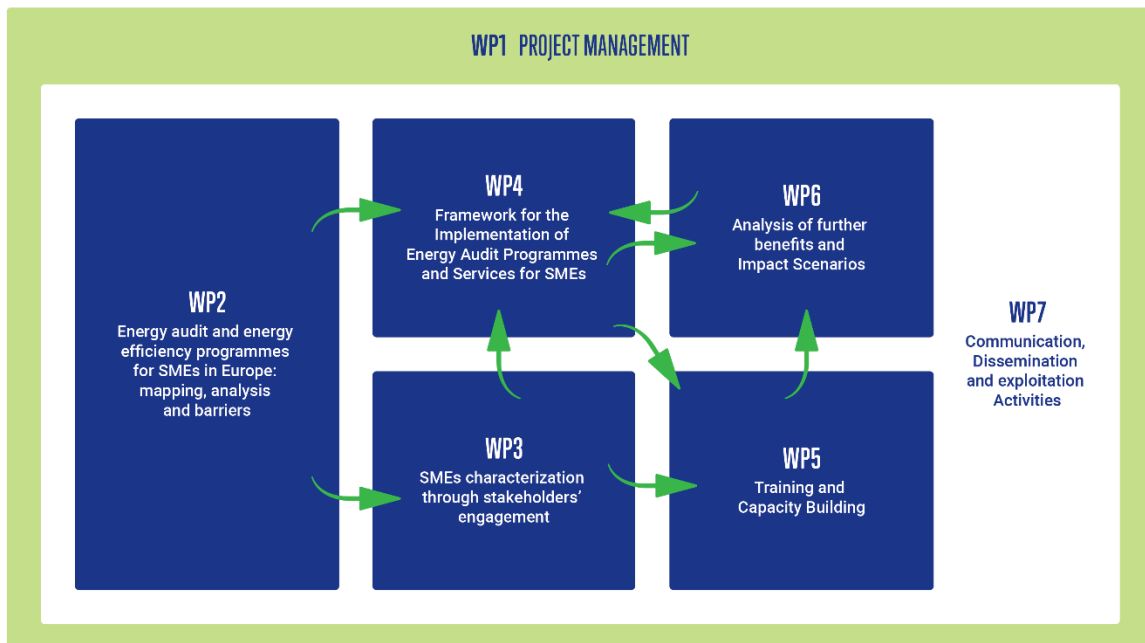 WP1 PROJECT MANAGEMENT
WP2
Energy audit and energy
efficiency programmes
for SMEs in Europe:
mapping, analysis
and barriers
WP4
Framework for the
Implementation of
Energy Audit Programmes
and Services for SMEs
WP6
Analysis of further
benefits and
Impact Scenarios
WP3
SMEs characterization
through stakeholders’
engagement
WP5
Training and
Capacity Building
WP7
Communication,
Dissemination
and exploitation
Activities